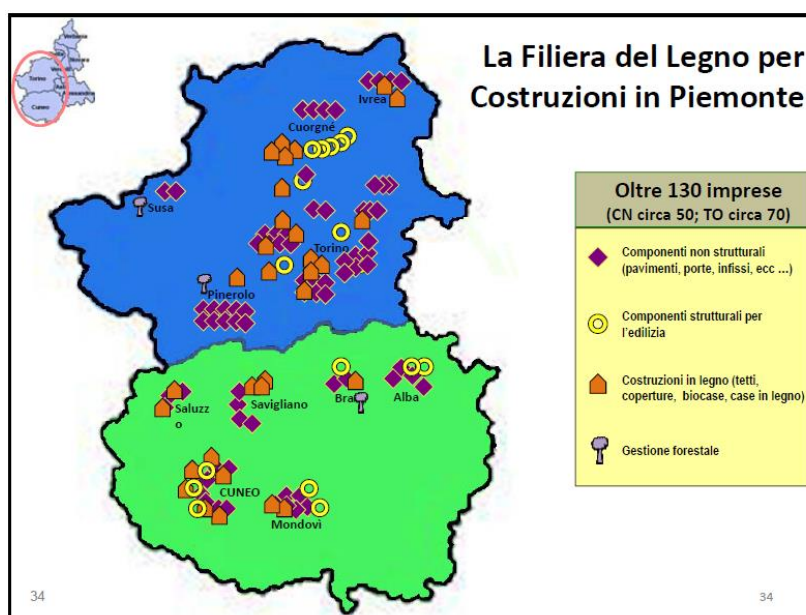 La Filiera del Legno per
Costruzioni in Piemonte
Torino
Cuneo
Ivrea
Cuorgné
Susa
Torino
Pinerolo
Saluzz
o
Savigliano
Bra
Alba
CUNEO
Mondovì
Oltre 130 imprese
(CN circa 50; TO circa 70)
Componenti non strutturali
(pavimenti, porte, infissi, ecc ...)
Componenti strutturali per
l'edilizia
Costruzioni in legno (tetti,
coperture, biocase, case in legno)
Gestione forestale
34
34